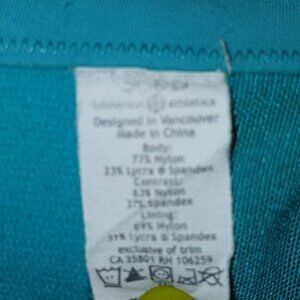 lululemon athletica
Designed in Vancouver
Made in China
Body:
77% Nylon
23% Lycra ® Spandex
Contrast:
63% Nylon
37% Spandex
Lining:
69% Nylon
31% Lycra ® Spandex
exclusive of trim
CA 35801 RN 106259